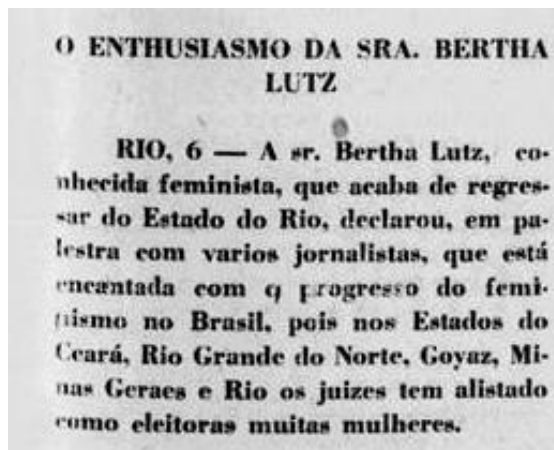 O ENTHUSIASMO DA SRA. BERTHA
LUTZ
RIO, 6 — A sr. Bertha Lutz, co-
nhecida feminista, que acaba de regres-
sar do Estado do Rio, declarou, em pa-
lestra com varios jornalistas, que está
encantada com o progresso do femi-
nismo no Brasil, pois nos Estados do
Ceará, Rio Grande do Norte, Goyaz, Mi-
nas Geraes e Rio os juizes tem alistado
como eleitoras muitas mulheres.